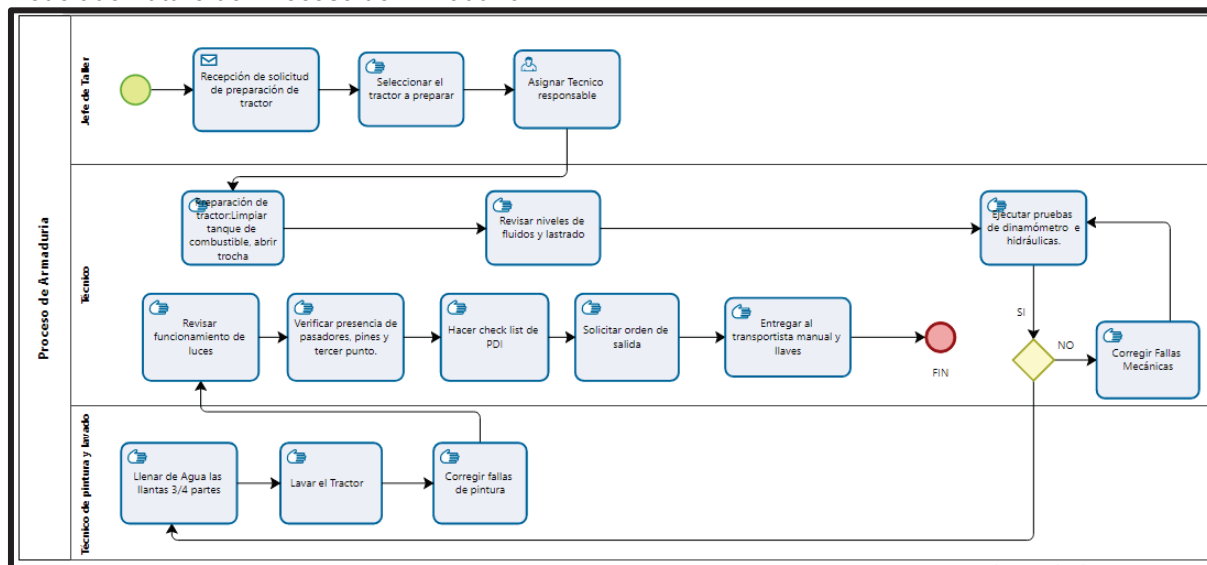 Proceso de Armaduria
Jefe de Taller
Recepción de solicitud
de preparación de
tractor
Seleccionar el
tractor a preparar
Asignar Tecnico
responsable
Técnico
Preparación de
tractor:Limpiar
tanque de
combustible, abrir
trocha
Revisar niveles de
fluidos y lastrado
Ejecutar pruebas
de dinamómetro e
hidráulicas.
SI
NO
Corregir Fallas
Mecánicas
Revisar
funcionamiento de
luces
Verificar presencia de
pasadores, pines y
tercer punto.
Hacer check list de
PDI
Solicitar orden de
salida
Entregar al
transportista manual y
llaves
FIN
Técnico de pintura y lavado
Llenar de Agua las
llantas 3/4 partes
Lavar el Tractor
Corregir fallas
de pintura